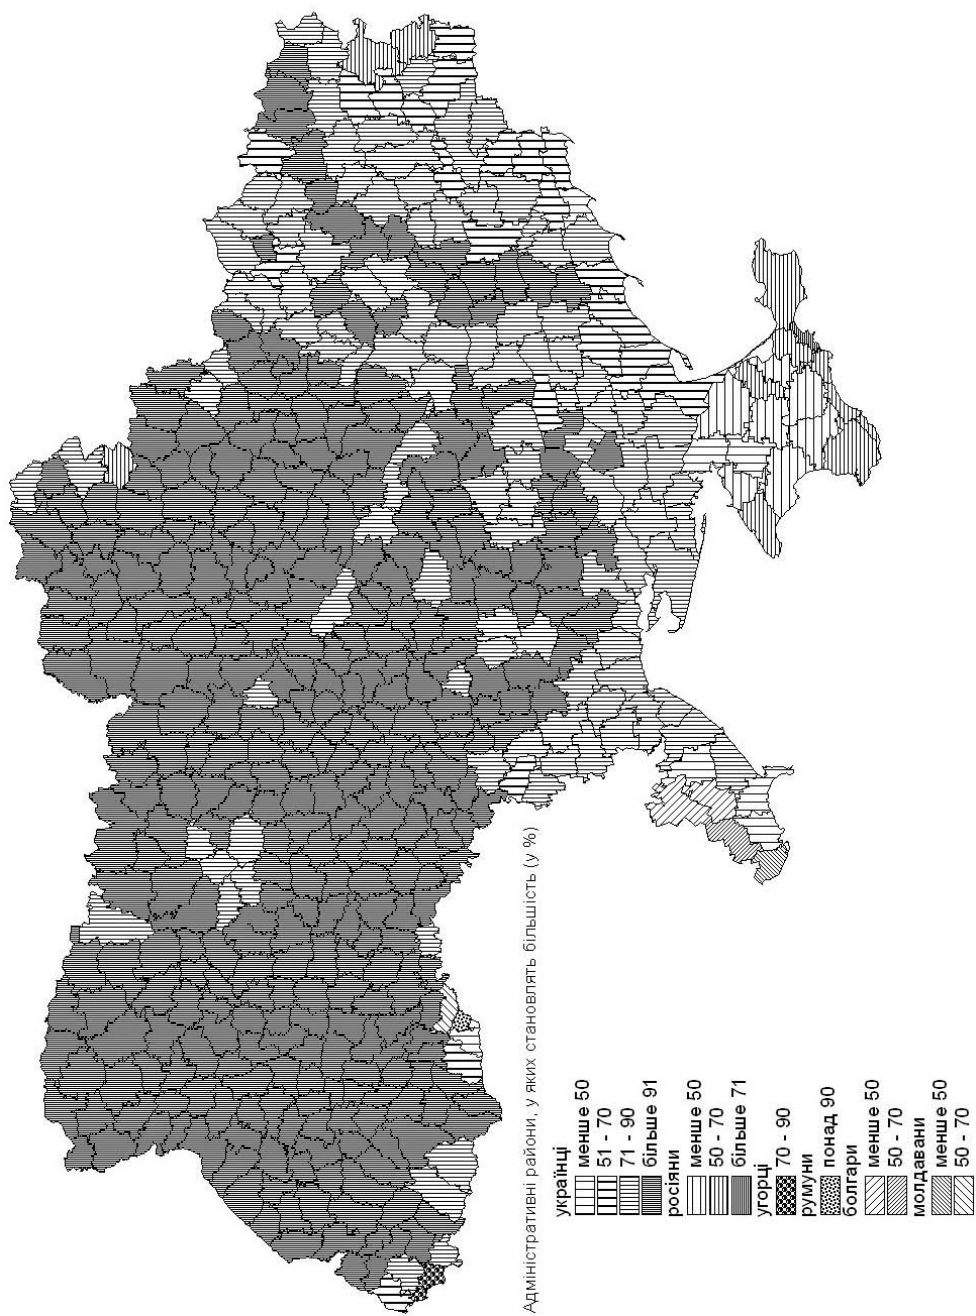 Адміністративні райони, у яких становлять більшість (у %)
українці
менше 50
51 - 70
71 - 90
більше 91
росіяни
менше 50
50 - 70
більше 71
угорці
70 - 90
румуни
понад 90
болгари
менше 50
50 - 70
молдавани
менше 50
50 - 70